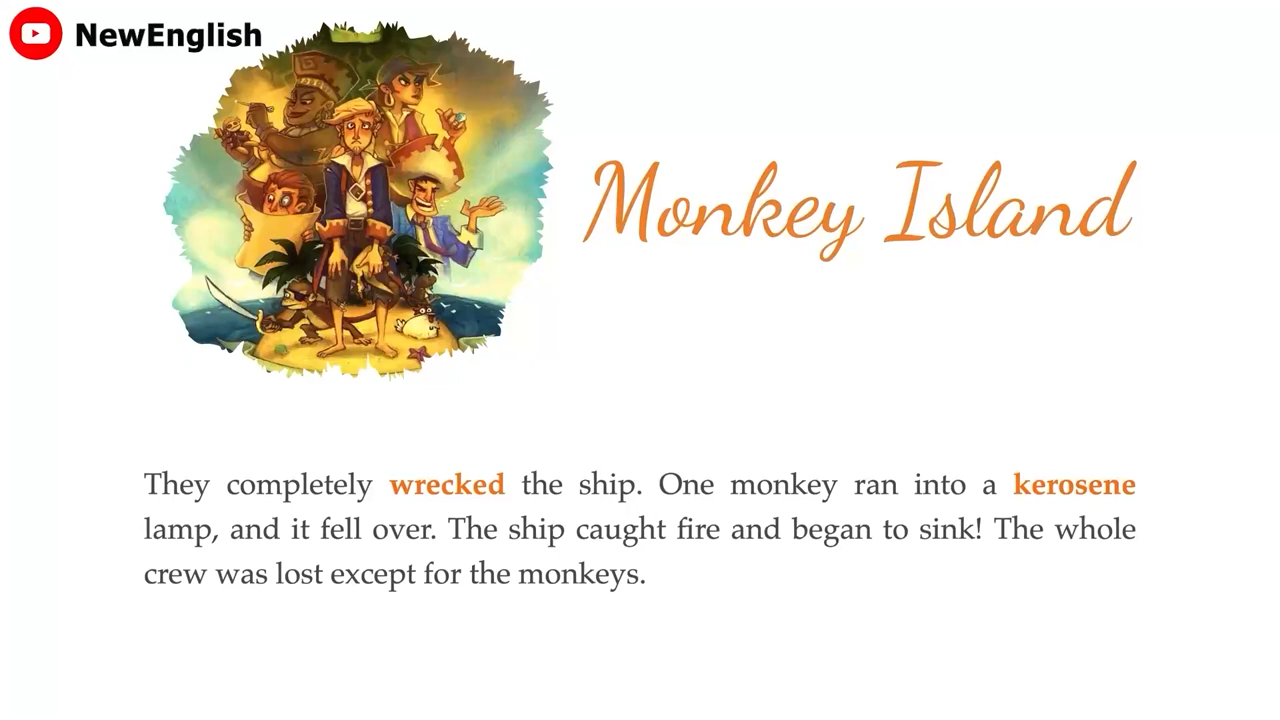 NewEnglish
Monkey Island
They completely wrecked the ship. One monkey ran into a kerosene
lamp, and it fell over. The ship caught fire and began to sink! The whole
crew was lost except for the monkeys.